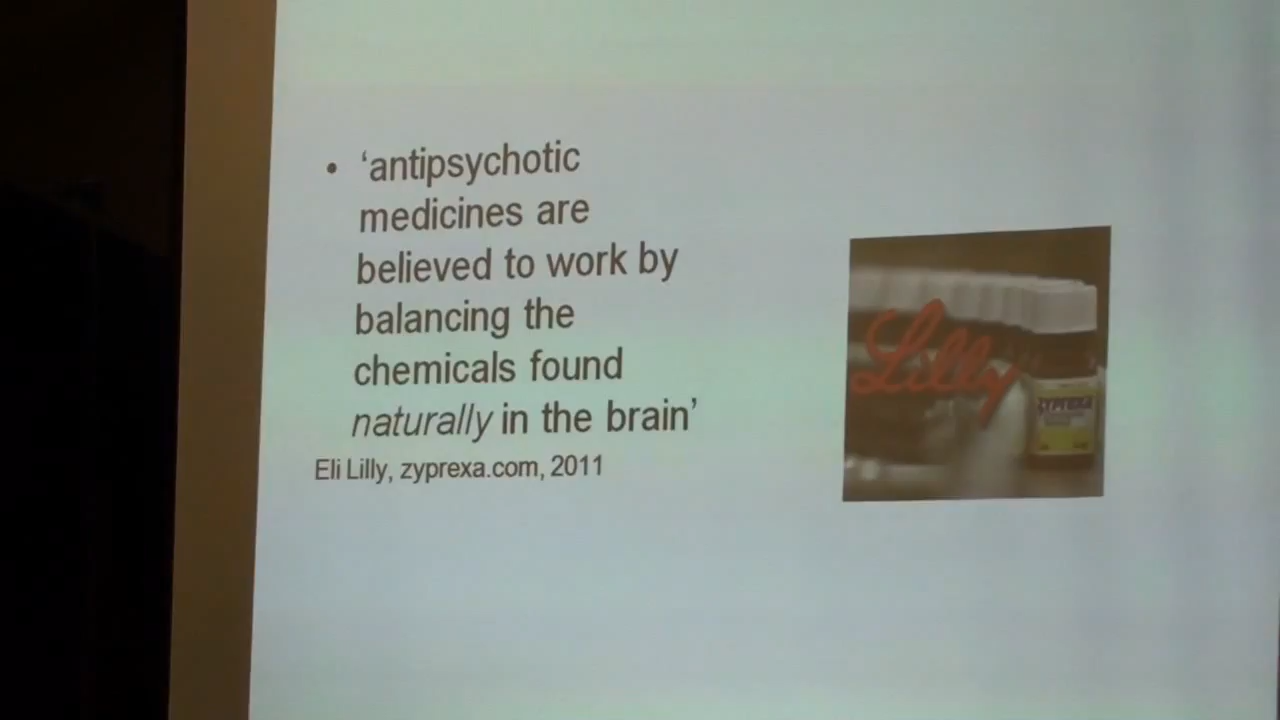 • ‘antipsychotic
medicines are
believed to work by
balancing the
chemicals found
naturally in the brain’
Eli Lilly, zyprexa.com, 2011
Lilly
ZYPREXA